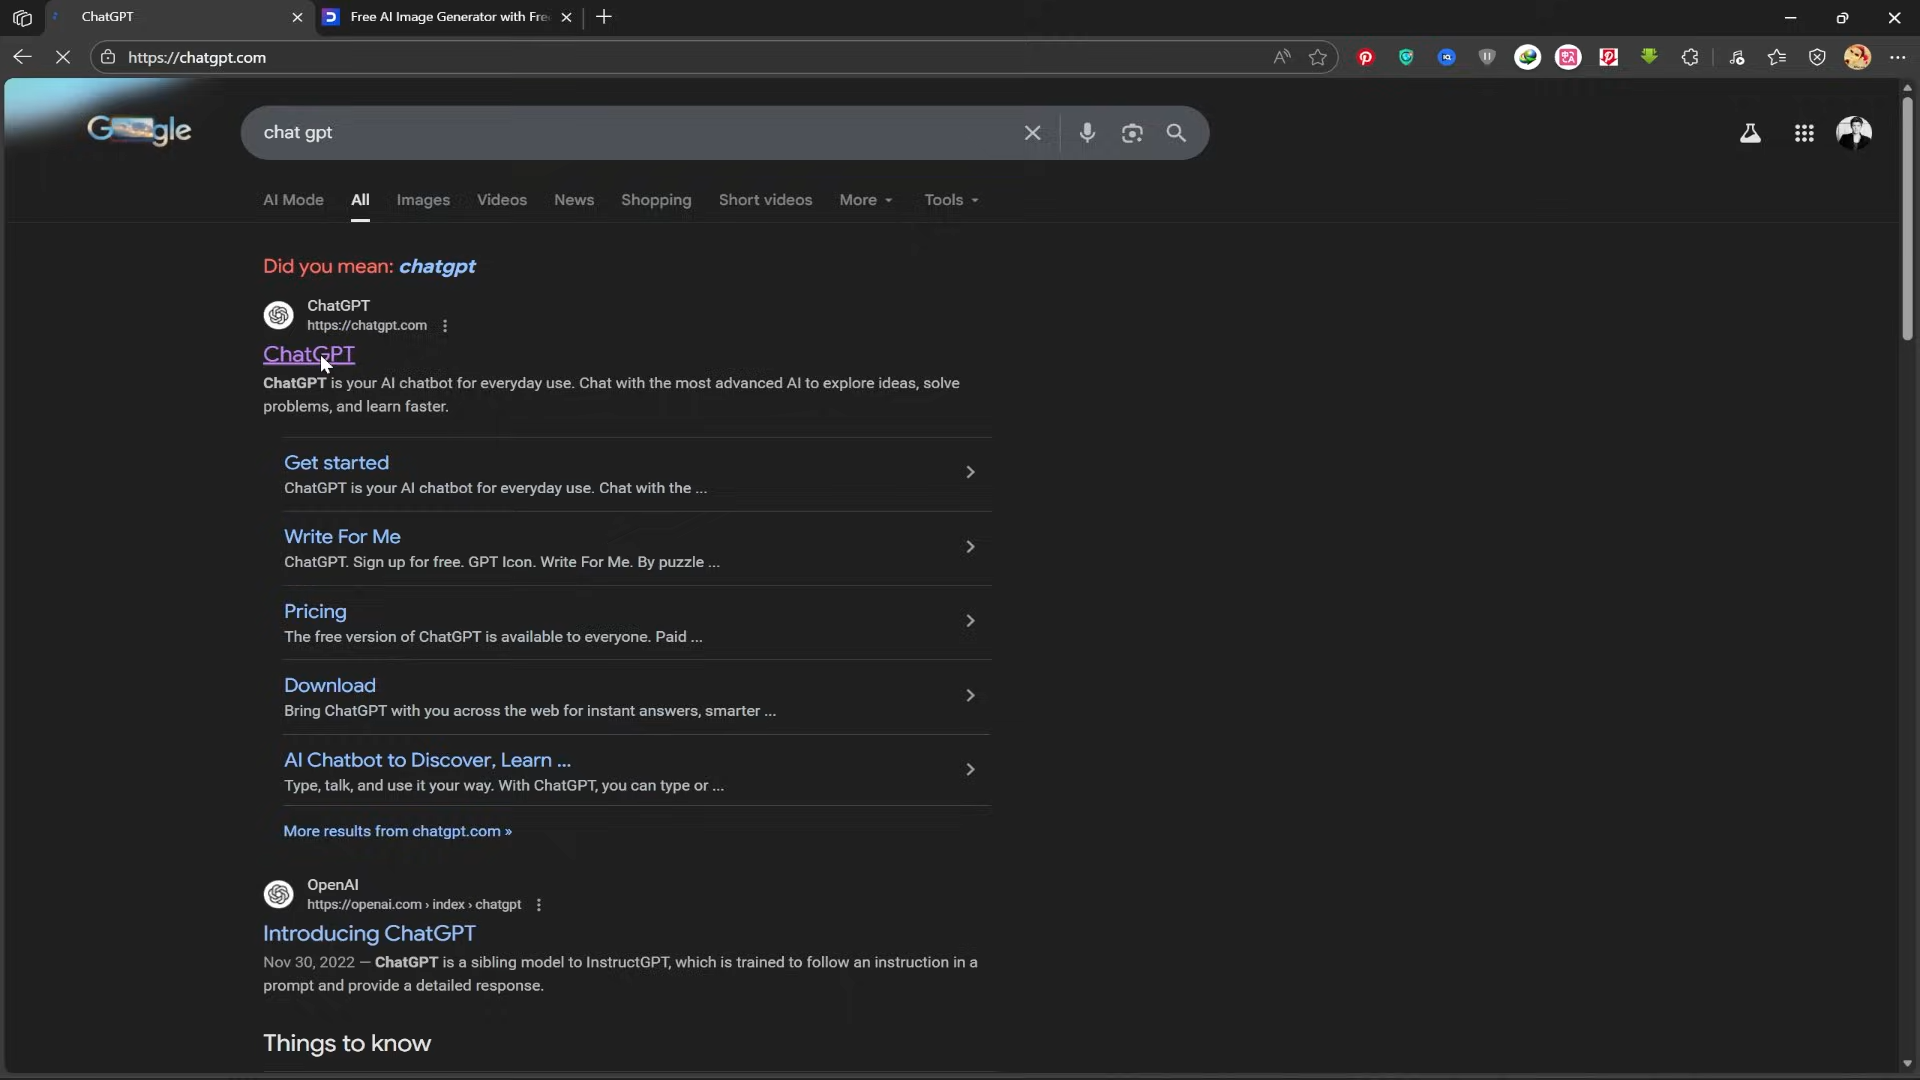 ChatGPT
Free AI Image Generator with Fre
https://chatgpt.com
Google
chat gpt
AI Mode
All
Images
Videos
News
Shopping
Short videos
More
Tools
Did you mean: chatgpt
ChatGPT
https://chatgpt.com
ChatGPT
ChatGPT is your AI chatbot for everyday use. Chat with the most advanced AI to explore ideas, solve
problems, and learn faster.
Get started
ChatGPT is your AI chatbot for everyday use. Chat with the ...
Write For Me
ChatGPT. Sign up for free. GPT Icon. Write For Me. By puzzle ...
Pricing
The free version of ChatGPT is available to everyone. Paid ...
Download
Bring ChatGPT with you across the web for instant answers, smarter ...
AI Chatbot to Discover, Learn ...
Type, talk, and use it your way. With ChatGPT, you can type or ...
More results from chatgpt.com »
OpenAI
https://openai.com › index › chatgpt
Introducing ChatGPT
Nov 30, 2022 — ChatGPT is a sibling model to InstructGPT, which is trained to follow an instruction in a
prompt and provide a detailed response.
Things to know